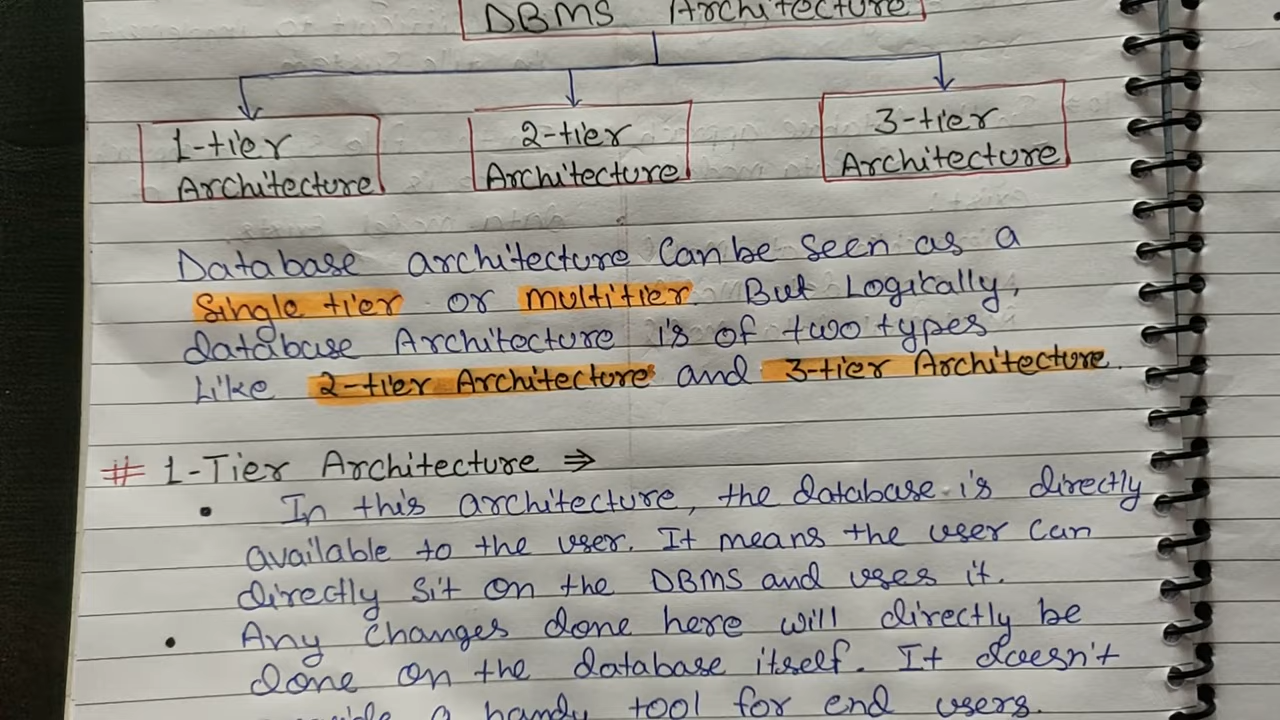 DBMS Architecture
1-tier
Architecture
2-tier
Architecture
3-tier
Architecture
Database architecture Can be seen as a
Single tier or multitier. But Logically,
database Architecture is of two types
Like 2-tier Architecture and 3-tier Architecture.
# 1-Tier Architecture ⇒
• In this architecture, the database is directly
available to the user. It means the user can
directly sit on the DBMS and uses it.
• Any changes done here will directly be
done on the database itself. It doesn't
a handy tool for end users.